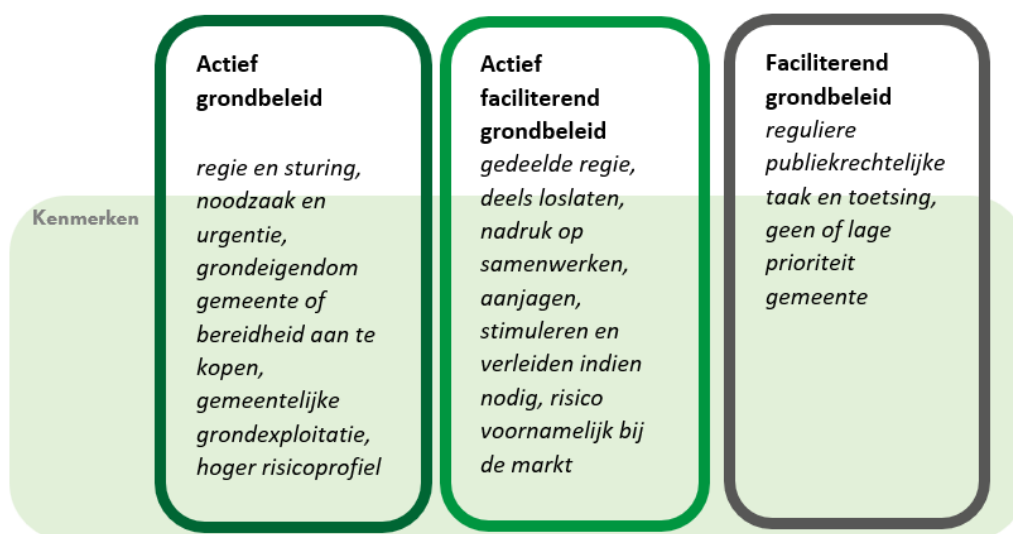 Kenmerken
Actief
grondbeleid
regie en sturing,
noodzaak en
urgentie,
grondeigendom
gemeente of
bereidheid aan te
kopen,
gemeentelijke
grondexploitatie,
hoger risicoprofiel
Actief
faciliterend
grondbeleid
gedeelde regie,
deels loslaten,
nadruk op
samenwerken,
aanjagen,
stimuleren en
verleiden indien
nodig, risico
voornamelijk bij
de markt
Faciliterend
grondbeleid
reguliere
publiekrechtelijke
taak en toetsing,
geen of lage
prioriteit
gemeente